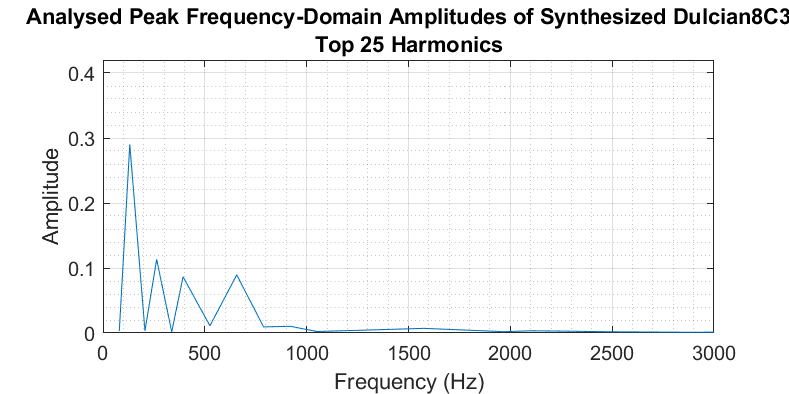 Analysed Peak Frequency-Domain Amplitudes of Synthesized Dulcian8C3
Top 25 Harmonics
0.4
0.3
0.2
0.1
0
Amplitude
0 500 1000 1500 2000 2500 3000
Frequency (Hz)